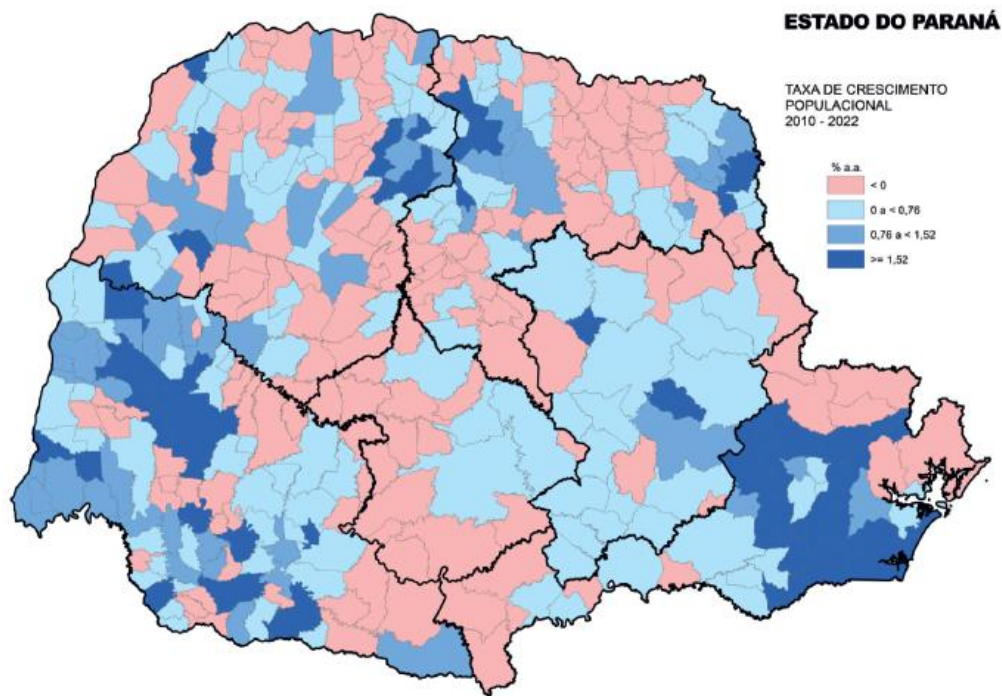 ESTADO DO PARANÁ
TAXA DE CRESCIMENTO
POPULACIONAL
2010 - 2022
% a.a.
< 0
0 a < 0,76
0,76 a < 1,52
>= 1,52